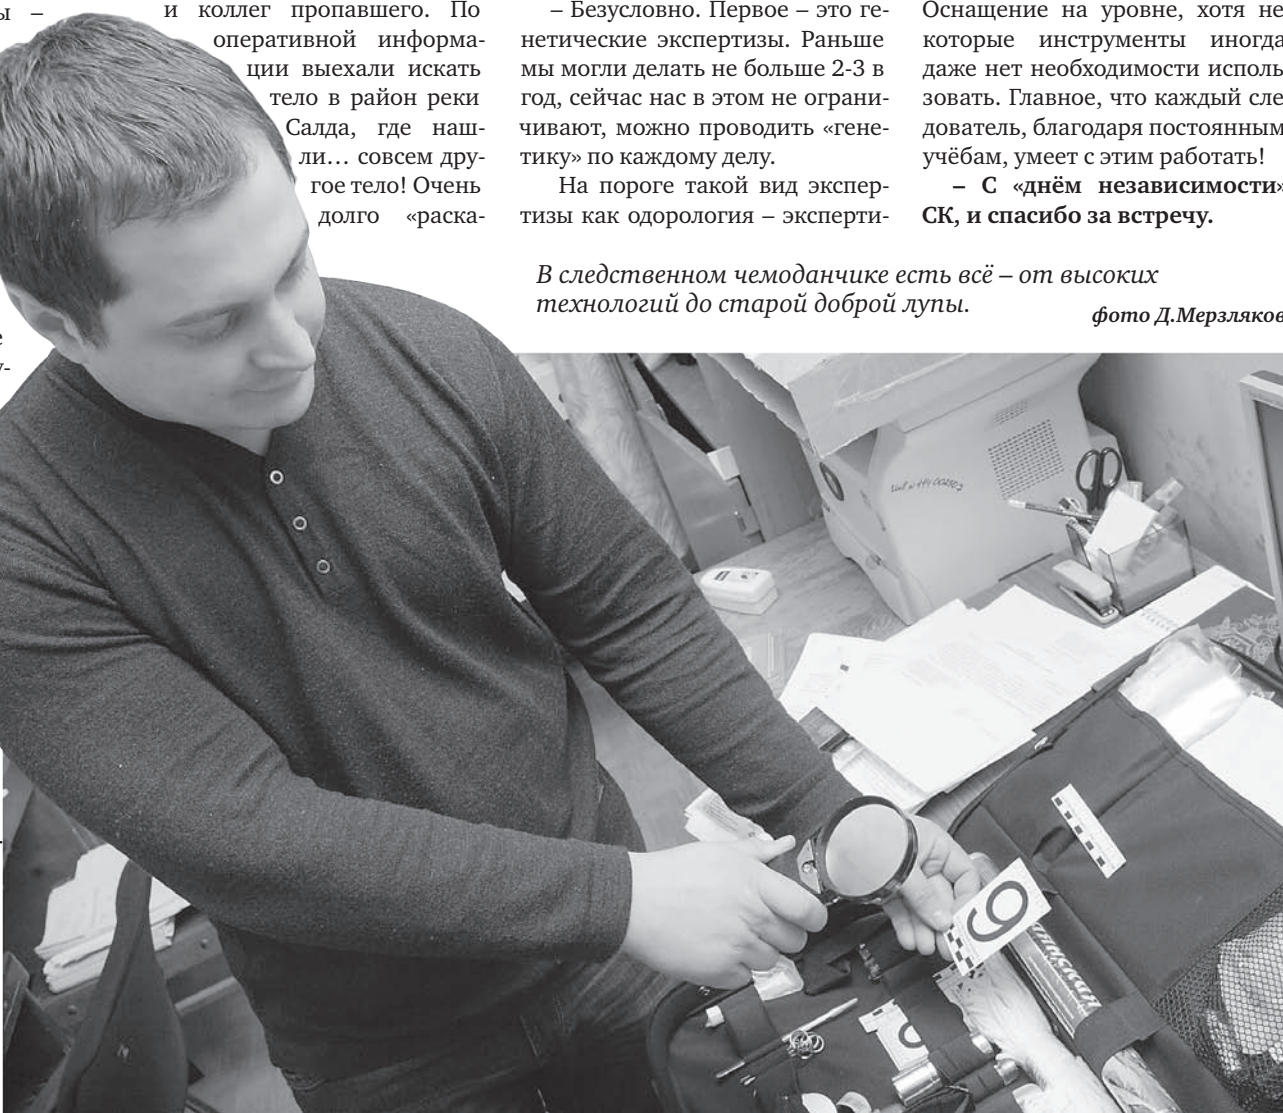 ы –
е
у-
и коллег пропавшего. По
оперативной информа-
ции выехали искать
тело в район реки
Салда, где наш-
ли… совсем дру-
гое тело! Очень
долго «раска-
– Безусловно. Первое – это ге-
нетические экспертизы. Раньше
мы могли делать не больше 2-3 в
год, сейчас нас в этом не ограни-
чивают, можно проводить «гене-
тику» по каждому делу.
На пороге такой вид экспер-
тизы как одорология – эксперти-
Оснащение на уровне, хотя не
которые инструменты иногда
даже нет необходимости исполь
зовать. Главное, что каждый сле
дователь, благодаря постоянным
учёбам, умеет с этим работать!
– С «днём независимости»
СК, и спасибо за встречу.
В следственном чемоданчике есть всё – от высоких
технологий до старой доброй лупы.
фото Д.Мерзляков
9